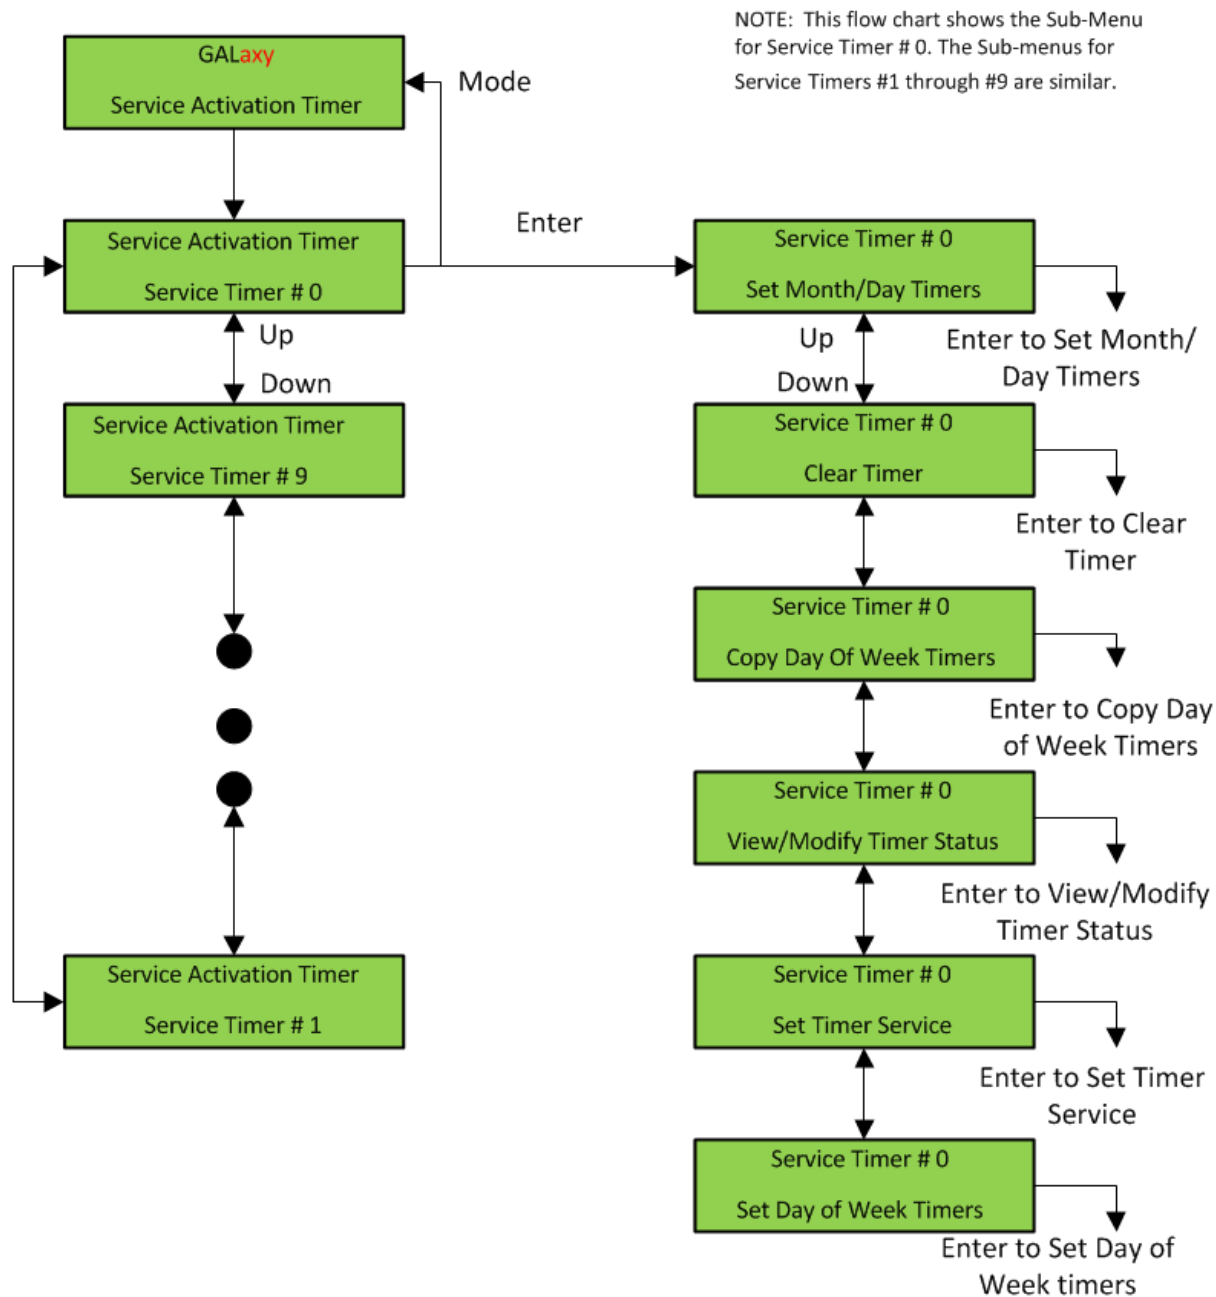 NOTE: This flow chart shows the Sub-Menu
for Service Timer # 0. The Sub-menus for
Service Timers #1 through #9 are similar.
GALaxy
Service Activation Timer
Mode
Service Activation Timer
Service Timer # 0
Enter
Up
Down
Service Activation Timer
Service Timer # 9
Service Activation Timer
Service Timer # 1
Service Timer # 0
Set Month/Day Timers
Enter to Set Month/
Day Timers
Up
Down
Service Timer # 0
Clear Timer
Enter to Clear
Timer
Service Timer # 0
Copy Day Of Week Timers
Enter to Copy Day
of Week Timers
Service Timer # 0
View/Modify Timer Status
Enter to View/Modify
Timer Status
Service Timer # 0
Set Timer Service
Enter to Set Timer
Service
Service Timer # 0
Set Day of Week Timers
Enter to Set Day of
Week timers